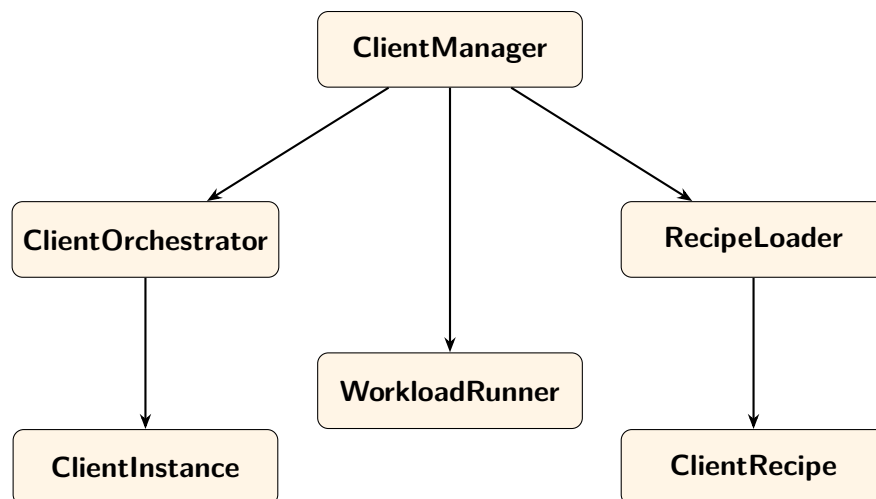 ClientManager
ClientOrchestrator
RecipeLoader
WorkloadRunner
ClientInstance
ClientRecipe